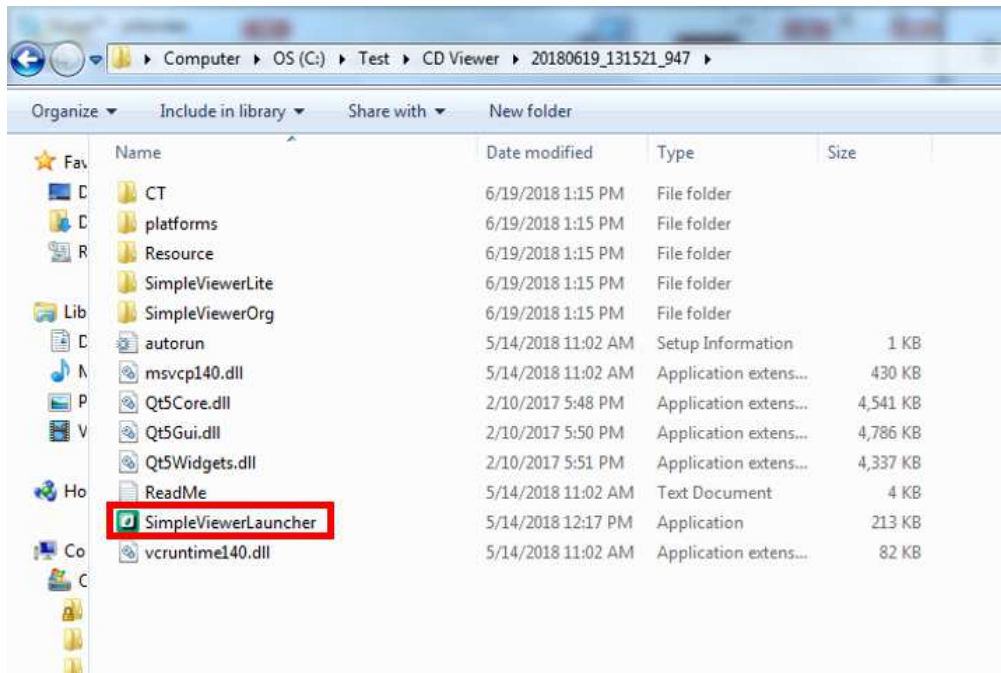 Computer OS (C:) Test CD Viewer 20180619_131521_947
Organize Include in library Share with New folder
Name Date modified Type Size
Fav
D
D
R
Lib
D
N
P
V
Ho
Co
C
CT 6/19/2018 1:15 PM File folder
platforms 6/19/2018 1:15 PM File folder
Resource 6/19/2018 1:15 PM File folder
SimpleViewerLite 6/19/2018 1:15 PM File folder
SimpleViewerOrg 6/19/2018 1:15 PM File folder
autorun 5/14/2018 11:02 AM Setup Information 1 KB
msvcp140.dll 5/14/2018 11:02 AM Application extens... 430 KB
Qt5Core.dll 2/10/2017 5:48 PM Application extens... 4,541 KB
Qt5Gui.dll 2/10/2017 5:50 PM Application extens... 4,786 KB
Qt5Widgets.dll 2/10/2017 5:51 PM Application extens... 4,337 KB
ReadMe 5/14/2018 11:02 AM Text Document 4 KB
SimpleViewerLauncher 5/14/2018 12:17 PM Application 213 KB
vcruntime140.dll 5/14/2018 11:02 AM Application extens... 82 KB